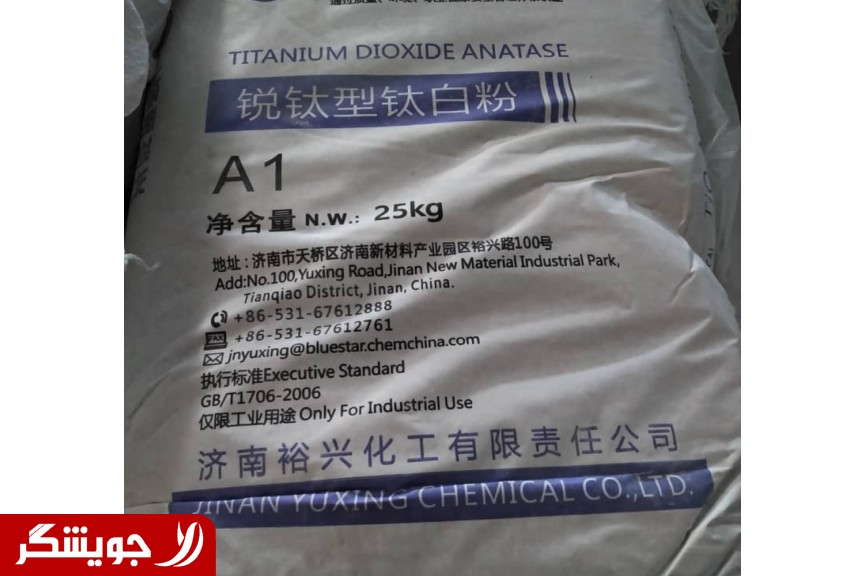 TITANIUM DIOXIDE ANATASE
锐钛型钛白粉
A1
净含量 N.W.: 25kg
地址：济南市天桥区济南新材料产业园区裕兴路100号
Add:No.100,Yuxing Road,Jinan New Material Industrial Park,
Tianqiao District, Jinan, China.
+86-531-67612888
FAX +86-531-67612761
jnyuxing@bluestar.chemchina.com
执行标准Executive Standard
GB/T1706-2006
仅限工业用途 Only For Industrial Use
济南裕兴化工有限责任公司
JINAN YUXING CHEMICAL CO.,LTD.
جویشگر